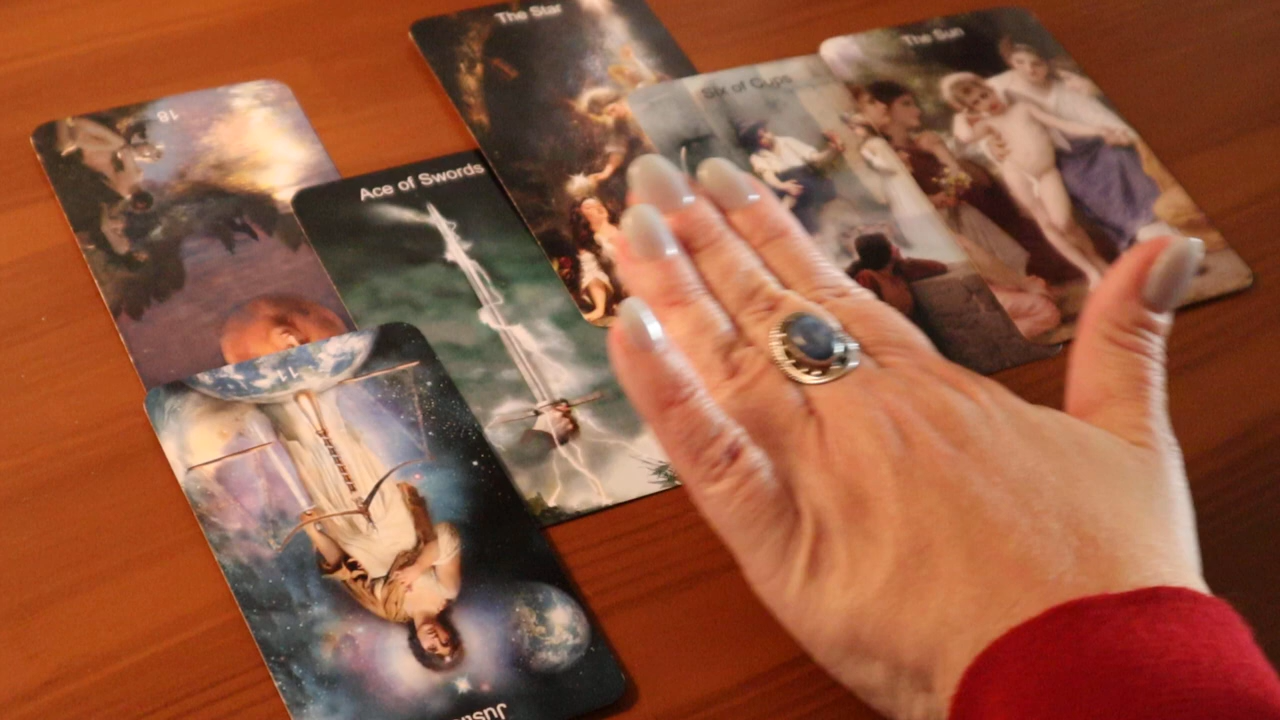 The Star
The Sun
Six of Cups
18
Ace of Swords
11